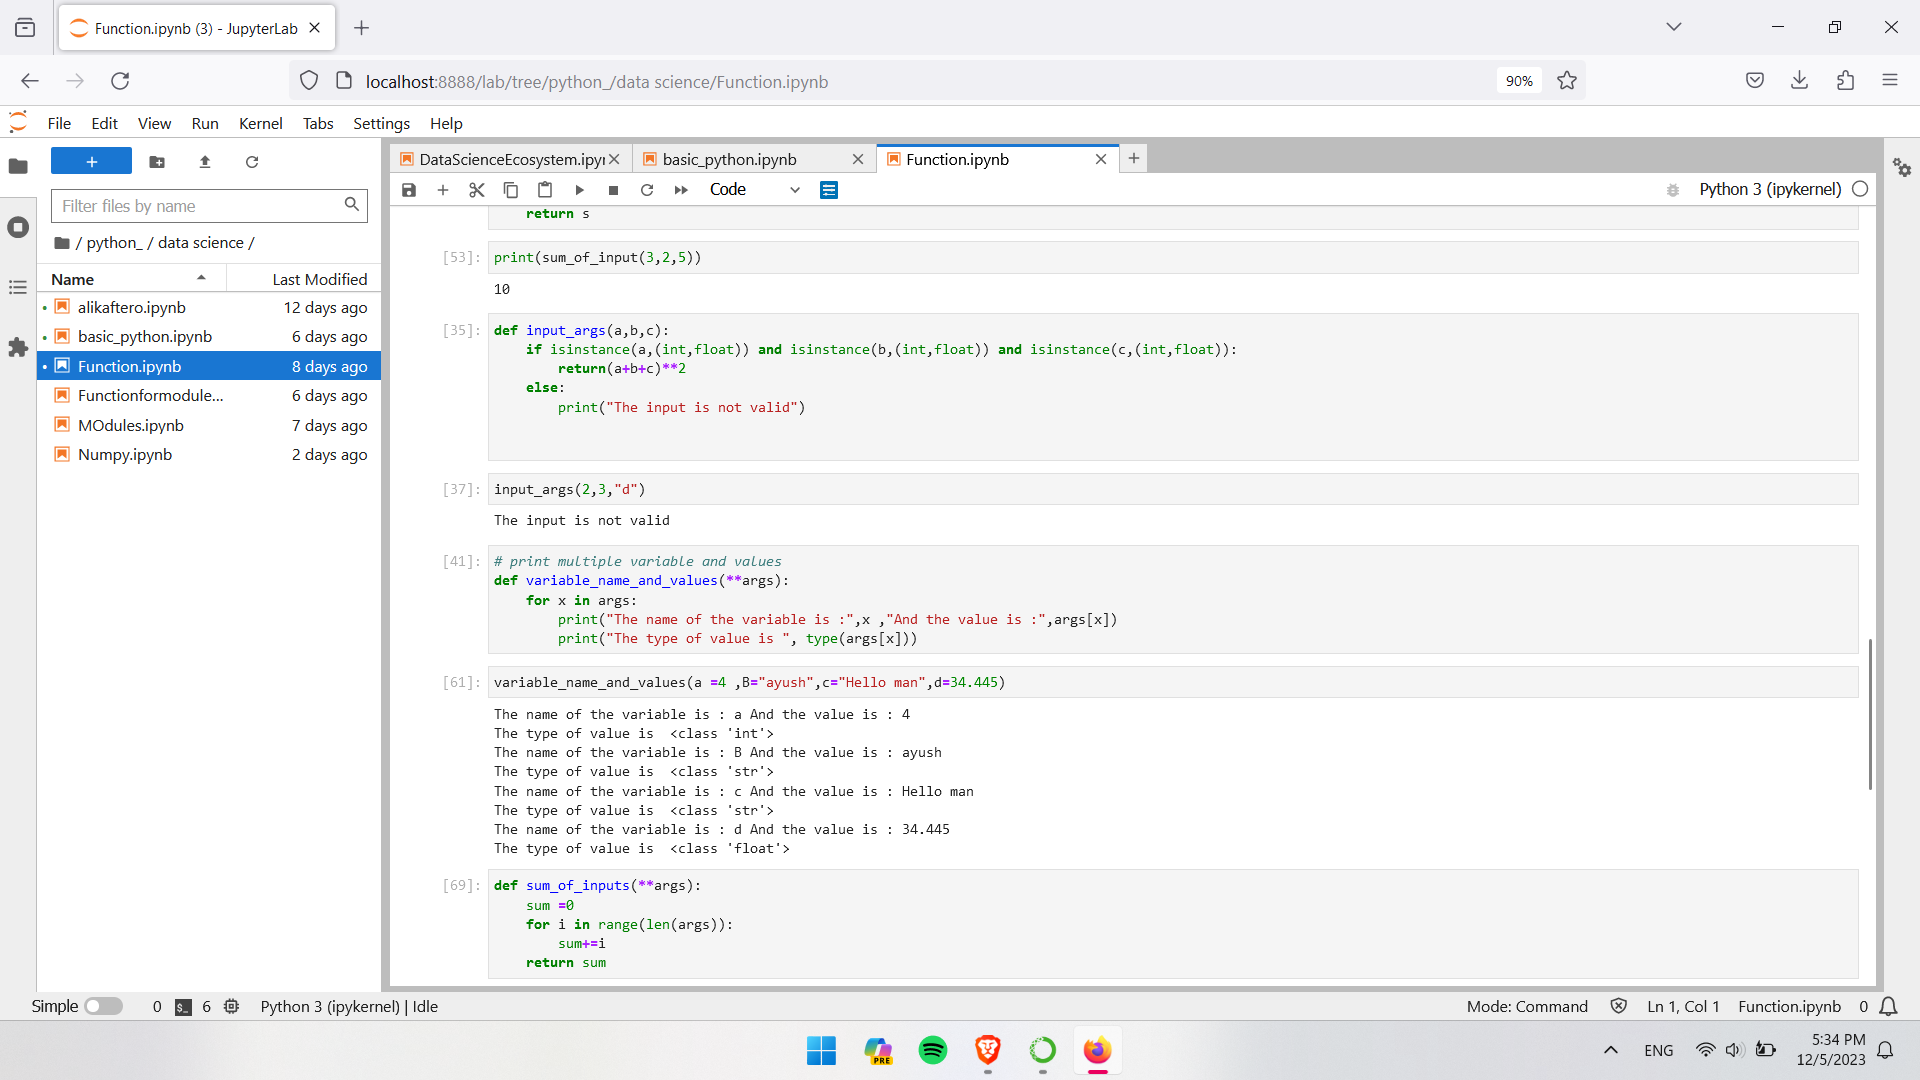 Function.ipynb (3) - JupyterLab
localhost:8888/lab/tree/python_/data science/Function.ipynb
90%
File Edit View Run Kernel Tabs Settings Help
+
Filter files by name
/ python_ / data science /
Name Last Modified
alikaftero.ipynb 12 days ago
basic_python.ipynb 6 days ago
Function.ipynb 8 days ago
Functionformodule... 6 days ago
MOdules.ipynb 7 days ago
Numpy.ipynb 2 days ago
DataScienceEcosystem.ipyn
basic_python.ipynb
Function.ipynb
Code
Python 3 (ipykernel)
return s
[53]: print(sum_of_input(3,2,5))
10
[35]: def input_args(a,b,c):
if isinstance(a,(int,float)) and isinstance(b,(int,float)) and isinstance(c,(int,float)):
return(a+b+c)**2
else:
print("The input is not valid")
[37]: input_args(2,3,"d")
The input is not valid
[41]: # print multiple variable and values
def variable_name_and_values(**args):
for x in args:
print("The name of the variable is :",x ,"And the value is :",args[x])
print("The type of value is ", type(args[x]))
[61]: variable_name_and_values(a =4 ,B="ayush",c="Hello man",d=34.445)
The name of the variable is : a And the value is : 4
The type of value is  <class 'int'>
The name of the variable is : B And the value is : ayush
The type of value is  <class 'str'>
The name of the variable is : c And the value is : Hello man
The type of value is  <class 'str'>
The name of the variable is : d And the value is : 34.445
The type of value is  <class 'float'>
[69]: def sum_of_inputs(**args):
sum =0
for i in range(len(args)):
sum+=i
return sum
Simple 0 $_ 6 Python 3 (ipykernel) | Idle
Mode: Command Ln 1, Col 1 Function.ipynb 0
PRE
ENG
5:34 PM
12/5/2023